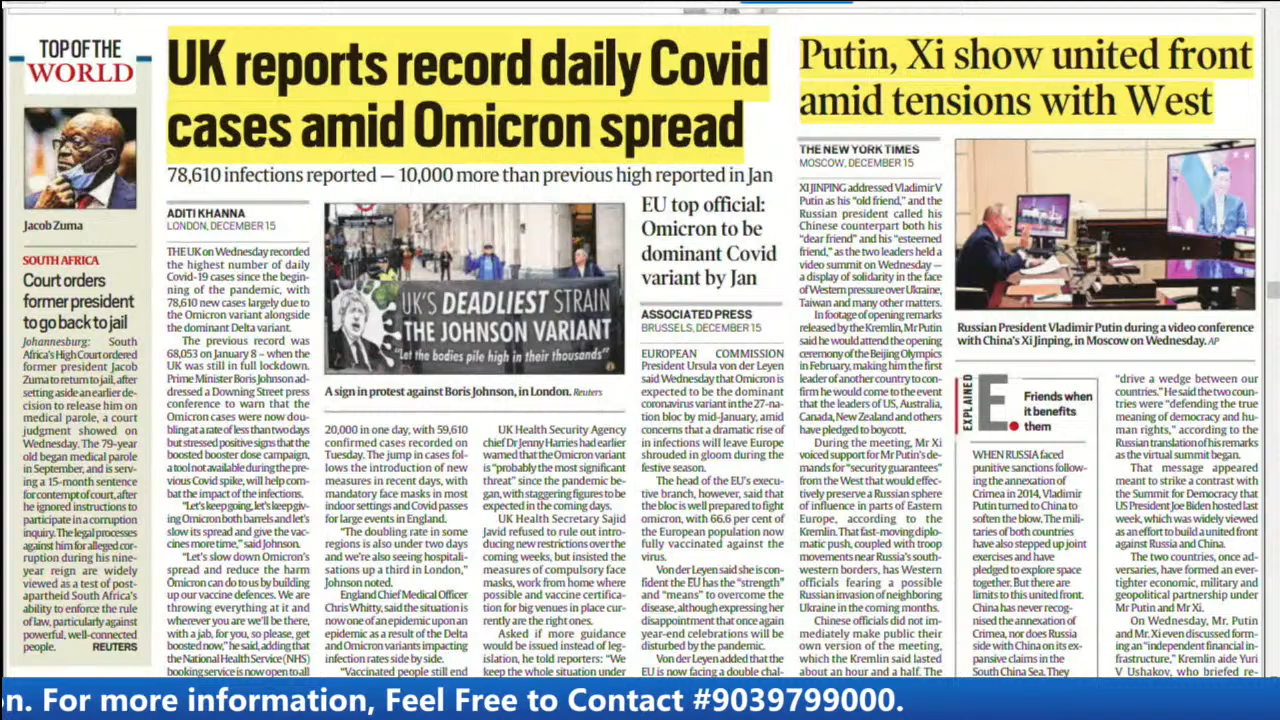 TOP OF THE
WORLD
Jacob Zuma
SOUTH AFRICA
Court orders
former president
to go back to jail
Johannesburg: South
Africa's High Court ordered
former president Jacob
Zuma to return to jail, after
setting aside an earlier de-
cision to release him on
medical parole, a court
judgment showed on
Wednesday. The 79-year
old began medical parole
in September, and is serv-
ing a 15-month sentence
for contempt of court, after
he ignored instructions to
participate in a corruption
inquiry. The legal processes
against him for alleged cor-
ruption during his nine-
year reign are widely
viewed as a test of post-
apartheid South Africa's
ability to enforce the rule
of law, particularly against
powerful, well-connected
people. REUTERS
UK reports record daily Covid
cases amid Omicron spread
78,610 infections reported — 10,000 more than previous high reported in Jan
ADITI KHANNA
LONDON, DECEMBER 15
THE UK on Wednesday recorded
the highest number of daily
Covid-19 cases since the begin-
ning of the pandemic, with
78,610 new cases largely due to
the Omicron variant alongside
the dominant Delta variant.
The previous record was
68,053 on January 8 – when the
UK was still in full lockdown.
Prime Minister Boris Johnson ad-
dressed a Downing Street press
conference to warn that the
Omicron cases were now dou-
bling at a rate of less than two days
but stressed positive signs that the
boosted booster dose campaign,
a tool not available during the pre-
vious Covid spike, will help com-
bat the impact of the infections.
"Let's keep going, let's keep giv-
ing Omicron both barrels and let's
slow its spread and give the vac-
cines more time," said Johnson.
"Let's slow down Omicron's
spread and reduce the harm
Omicron can do to us by building
up our vaccine defences. We are
throwing everything at it and
wherever you are we'll be there,
with a jab, for you, so please, get
boosted now," he said, adding that
the National Health Service (NHS)
booking service is now open to all
UK'S DEADLIEST STRAIN
THE JOHNSON VARIANT
"Let the bodies pile high in their thousands"
A sign in protest against Boris Johnson, in London. Reuters
20,000 in one day, with 59,610
confirmed cases recorded on
Tuesday. The jump in cases fol-
lows the introduction of new
measures in recent days, with
mandatory face masks in most
indoor settings and Covid passes
for large events in England.
"The doubling rate in some
regions is also under two days
and we're also seeing hospitali-
sations up a third in London,"
Johnson noted.
England Chief Medical Officer
Chris Whitty, said the situation is
now one of an epidemic upon an
epidemic as a result of the Delta
and Omicron variants impacting
infection rates side by side.
"Vaccinated people still end
UK Health Security Agency
chief Dr Jenny Harries had earlier
warned that the Omicron variant
is "probably the most significant
threat" since the pandemic be-
gan, with staggering figures to be
expected in the coming days.
UK Health Secretary Sajid
Javid refused to rule out intro-
ducing new restrictions over the
coming weeks, but insisted the
measures of compulsory face
masks, work from home where
possible and vaccine certifica-
tion for big venues in place cur-
rently are the right ones.
Asked if more guidance
would be issued instead of leg-
islation, he told reporters: "We
keep the whole situation under
EU top official:
Omicron to be
dominant Covid
variant by Jan
ASSOCIATED PRESS
BRUSSELS, DECEMBER 15
EUROPEAN COMMISSION
President Ursula von der Leyen
said Wednesday that Omicron is
expected to be the dominant
coronavirus variant in the 27-na-
tion bloc by mid-January, amid
concerns that a dramatic rise of
in infections will leave Europe
shrouded in gloom during the
festive season.
The head of the EU's execu-
tive branch, however, said that
the bloc is well prepared to fight
omicron, with 66.6 per cent of
the European population now
fully vaccinated against the
virus.
Von der Leyen said she is con-
fident the EU has the "strength"
and "means" to overcome the
disease, although expressing her
disappointment that once again
year-end celebrations will be
disturbed by the pandemic.
Von der Leyen added that the
EU is now facing a double chal-
Putin, Xi show united front
amid tensions with West
THE NEW YORK TIMES
MOSCOW, DECEMBER 15
XI JINPING addressed Vladimir V
Putin as his "old friend," and the
Russian president called his
Chinese counterpart both his
"dear friend" and his "esteemed
friend," as the two leaders held a
video summit on Wednesday —
a display of solidarity in the face
of Western pressure over Ukraine,
Taiwan and many other matters.
In footage of opening remarks
released by the Kremlin, Mr Putin
said he would attend the opening
ceremony of the Beijing Olympics
in February, making him the first
leader of another country to con-
firm he would come to the event
that the leaders of US, Australia,
Canada, New Zealand and others
have pledged to boycott.
During the meeting, Mr Xi
voiced support for Mr Putin's de-
mands for "security guarantees"
from the West that would effec-
tively preserve a Russian sphere
of influence in parts of Eastern
Europe, according to the
Kremlin. That fast-moving diplo-
matic push, coupled with troop
movements near Russia's south-
western borders, has Western
officials fearing a possible
Russian invasion of neighboring
Ukraine in the coming months.
Chinese officials did not im-
mediately make public their
own version of the meeting,
which the Kremlin said lasted
about an hour and a half. The
Russian President Vladimir Putin during a video conference
with China's Xi Jinping, in Moscow on Wednesday. AP
EXPLAINED
E.
Friends when
it benefits
them
WHEN RUSSIA faced
punitive sanctions follow-
ing the annexation of
Crimea in 2014, Vladimir
Putin turned to China to
soften the blow. The mili-
taries of both countries
have also stepped up joint
exercises and have
pledged to explore space
together. But there are
limits to this united front.
China has never recog-
nised the annexation of
Crimea, nor does Russia
side with China on its ex-
pansive claims in the
South China Sea. They
"drive a wedge between our
countries." He said the two coun-
tries were "defending the true
meaning of democracy and hu-
man rights," according to the
Russian translation of his remarks
as the virtual summit began.
That message appeared
meant to strike a contrast with
the Summit for Democracy that
US President Joe Biden hosted last
week, which was widely viewed
as an effort to build a united front
against Russia and China.
The two countries, once ad-
versaries, have formed an ever-
tighter economic, military and
geopolitical partnership under
Mr Putin and Mr Xi.
On Wednesday, Mr. Putin
and Mr. Xi even discussed form-
ing an "independent financial in-
frastructure," Kremlin aide Yuri
V Ushakov, who briefed re-
n. For more information, Feel Free to Contact #9039799000.